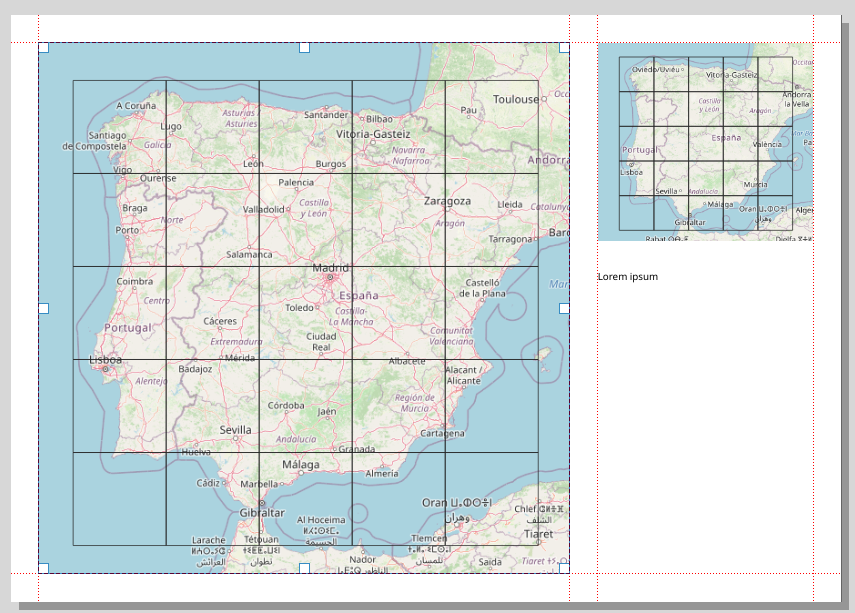 Toulouse
Occ
A Coruña
Asturias /
Asturies
Santander
Bilbao
Pau
Lugo
Santiago
de Compostela
Galicia
Vitoria-Gasteiz
León
Burgos
Navarra
Nafarroa
Andorra
Vigo
Ourense
Palencia
Braga
Norte
Valladolid
Castilla
y León
Zaragoza
Lleida
Catalunya
Porto
Aragón
Tarragona
Barc
Salamanca
Madrid
Coimbra
Centro
España
Castelló
de la Plana
Mar
Toledo
Castilla-
La Mancha
Portugal
Cáceres
Extremadura
Ciudad
Real
Comunitat
Valenciana
Lisboa
Mérida
Badajoz
Albacete
Alacant /
Alicante
Alentejo
Córdoba
Jaén
Región de
Murcia
Sevilla
Andalucía
Cartagena
Huelva
Granada
Málaga
Almería
Cádiz
Marbella
Gibraltar
Oran
وهران
Al Hoceima
الحسيمة
Chlef
الشلف
Tiaret
Larache
العرائش
Tétouan
تطوان
Tlemcen
تلمسان
Nador
Saida
Tiaret
Oviedo/Uviéu
Vitoria-Gasteiz
Occita
Andorra
la Vella
Castilla
y León
Aragón
España
València
Portugal
Lisboa
Murcia
Sevilla
Andalucía
Málaga
Gibraltar
Oran
وهران
Alger
Rabat
Djelfa
Lorem ipsum